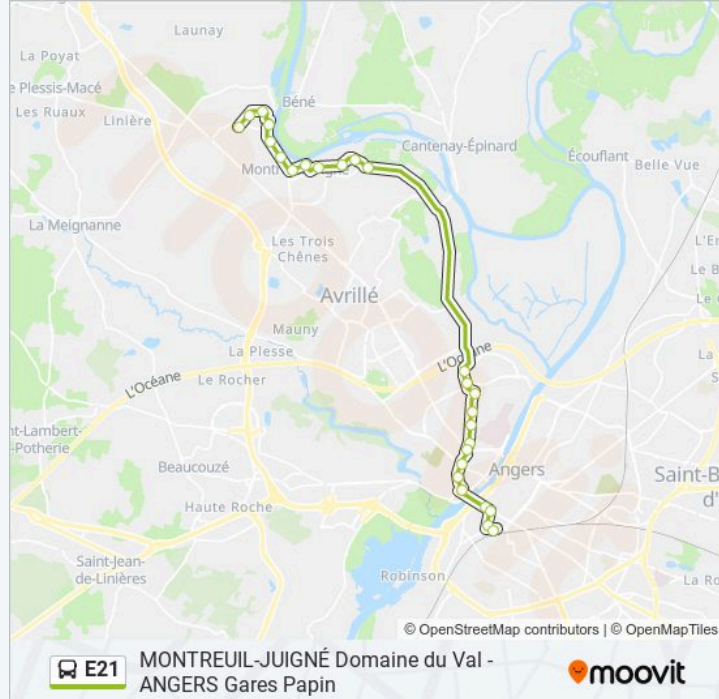 Launay
La Poyat
Plessis-Macé
Les Ruaux
Linière
Béné
Cantenay-Épinard
Écouflant
Belle Vue
La Meignanne
Les Trois
Chênes
Avrillé
Mauny
La Plesse
L'Océane
L'Océane
Le Rocher
Beaucouzé
Angers
Haute Roche
Saint-Jean-
de-Linières
Robinson
© OpenStreetMap contributors | © OpenMapTiles
E21
MONTREUIL-JUIGNÉ Domaine du Val -
ANGERS Gares Papin
moovit